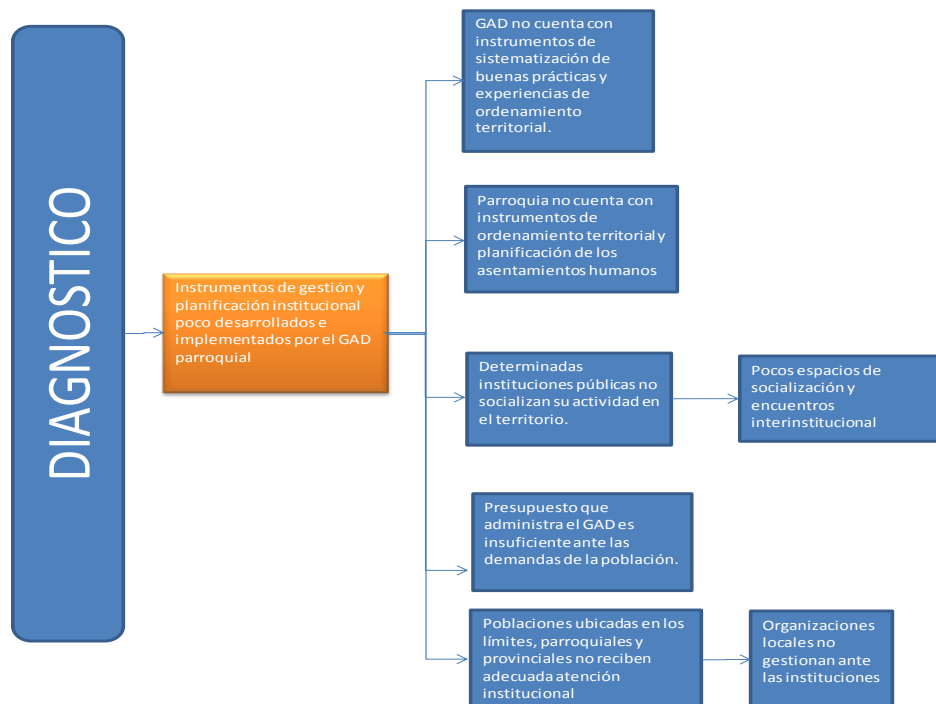 DIAGNOSTICO
Instrumentos de gestión y
planificación institucional
poco desarrollados e
implementados por el GAD
parroquial
GAD no cuenta con
instrumentos de
sistematización de
buenas prácticas y
experiencias de
ordenamiento
territorial.
Parroquia no cuenta con
instrumentos de
ordenamiento territorial y
planificación de los
asentamientos humanos
Determinadas
instituciones públicas no
socializan su actividad en
el territorio.
Pocos espacios de
socialización y
encuentros
interinstitucional
Presupuesto que
administra el GAD es
insuficiente ante las
demandas de la población.
Poblaciones ubicadas en los
límites, parroquiales y
provinciales no reciben
adecuada atención
institucional
Organizaciones
locales no
gestionan ante
las instituciones